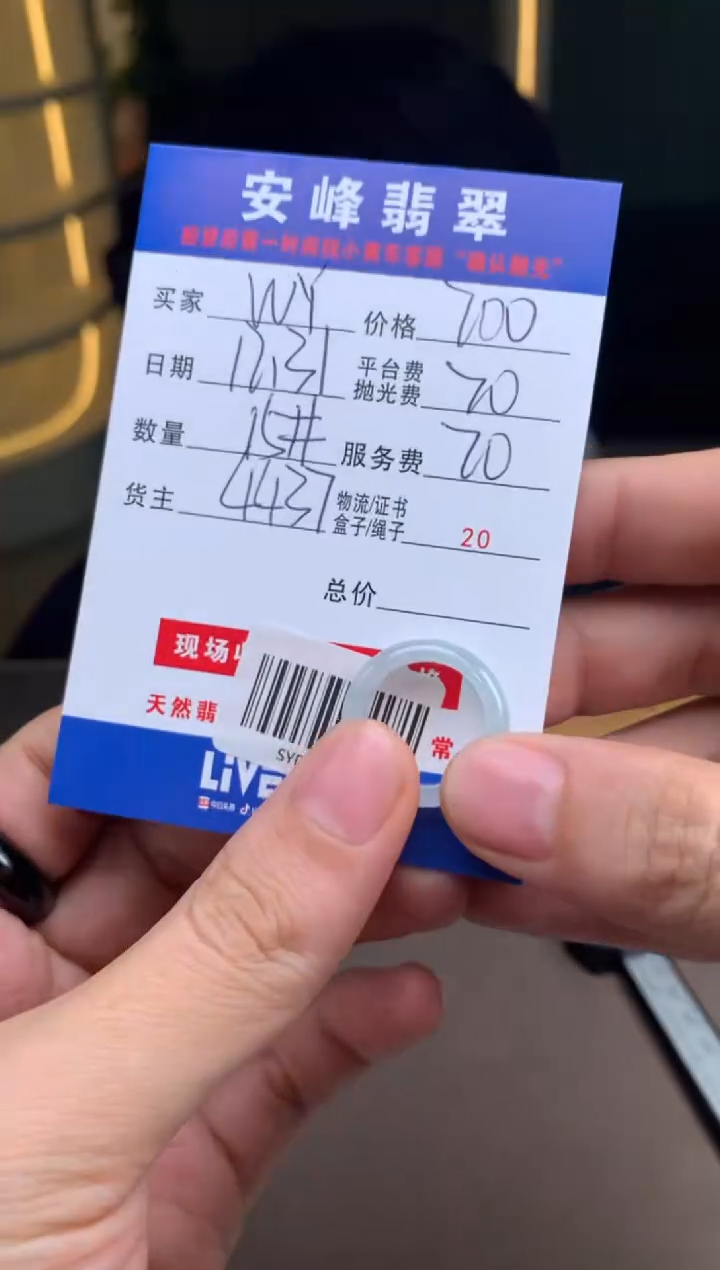 安峰翡翠
买家 WY 价格 700
日期 12.31 平台费 抛光费 70
数量 15# 服务费 70
货主 4437 物流/证书 盒子/绳子 20
总价
现场
天然翡 常
LIVE